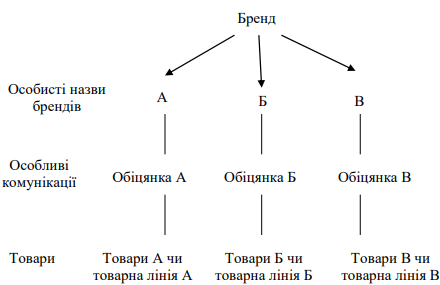 Бренд
Особисті назви
брендів
А
Б
В
Особливі
комунікації
Обіцянка А
Обіцянка Б
Обіцянка В
Товари
Товари А чи
товарна лінія А
Товари Б чи
товарна лінія Б
Товари В чи
товарна лінія В